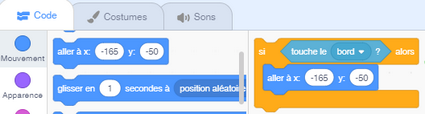 Code Costumes Sons
Mouvement
Apparence
aller à x: -165 y: -50
glisser en 1 secondes à position aléatoire
si touche le bord ? alors
aller à x: -165 y: -50